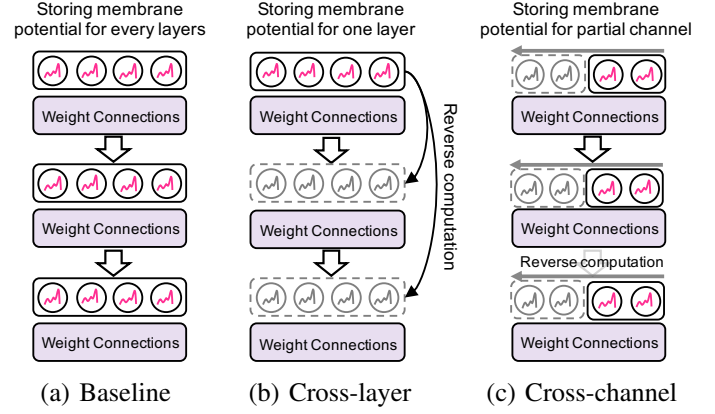 Storing membrane
potential for every layers
Weight Connections
Weight Connections
Weight Connections
(a) Baseline
Storing membrane
potential for one layer
Weight Connections
Weight Connections
Weight Connections
Reverse computation
(b) Cross-layer
Storing membrane
potential for partial channel
Weight Connections
Weight Connections
Reverse computation
Weight Connections
(c) Cross-channel